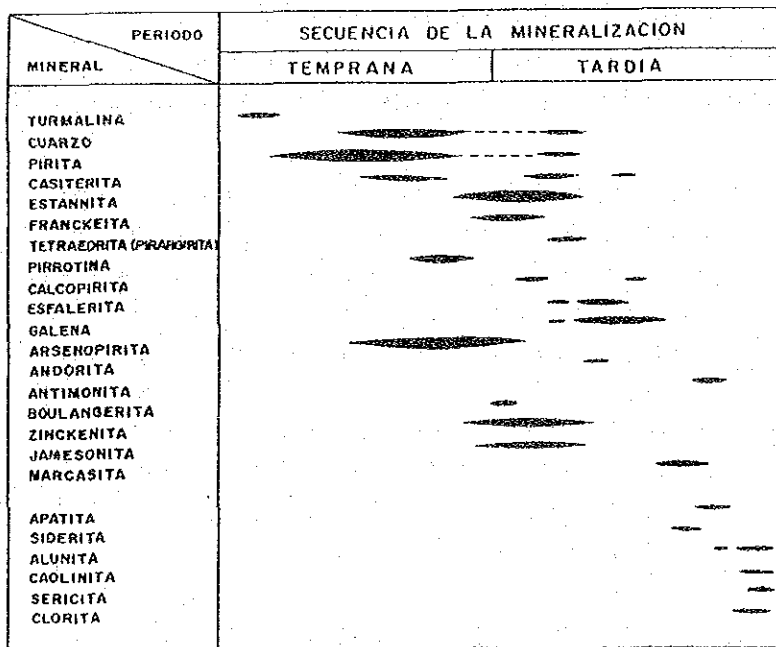 PERIODO
MINERAL
SECUENCIA DE LA MINERALIZACION
TEMPRANA
TARDIA
TURMALINA
CUARZO
PIRITA
CASITERITA
ESTANNITA
FRANCKEITA
TETRAEDRITA (PIRARGIRITA)
PIRROTINA
CALCOPIRITA
ESFALERITA
GALENA
ARSENOPIRITA
ANDORITA
ANTIMONITA
BOULANGERITA
ZINCKENITA
JAMESONITA
MARCASITA
APATITA
SIDERITA
ALUNITA
CAOLINITA
SERICITA
CLORITA